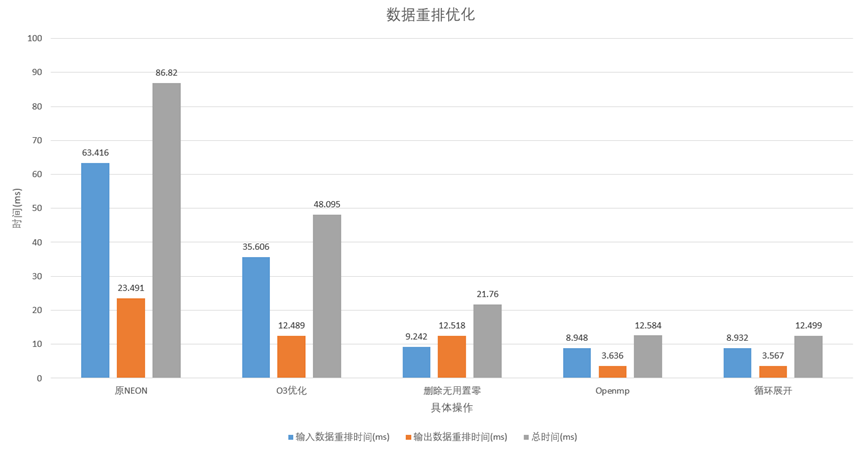 数据重排优化
100
90
80
70
60
50
40
30
20
10
0
时间(ms)
63.416
23.491
86.82
35.606
12.489
48.095
9.242
12.518
21.76
8.948
3.636
12.584
8.932
3.567
12.499
原NEON
O3优化
删除无用置零
Openmp
循环展开
具体操作
输入数据重排时间(ms) 输出数据重排时间(ms) 总时间(ms)